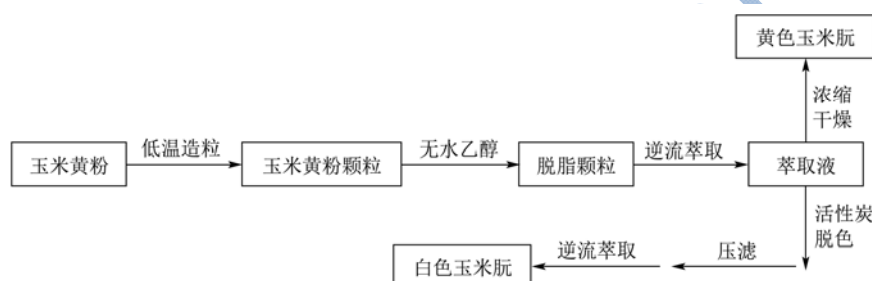 黄色玉米朊
浓缩
干燥
玉米黄粉
低温造粒
玉米黄粉颗粒
无水乙醇
脱脂颗粒
逆流萃取
萃取液
活性炭
脱色
压滤
逆流萃取
白色玉米朊